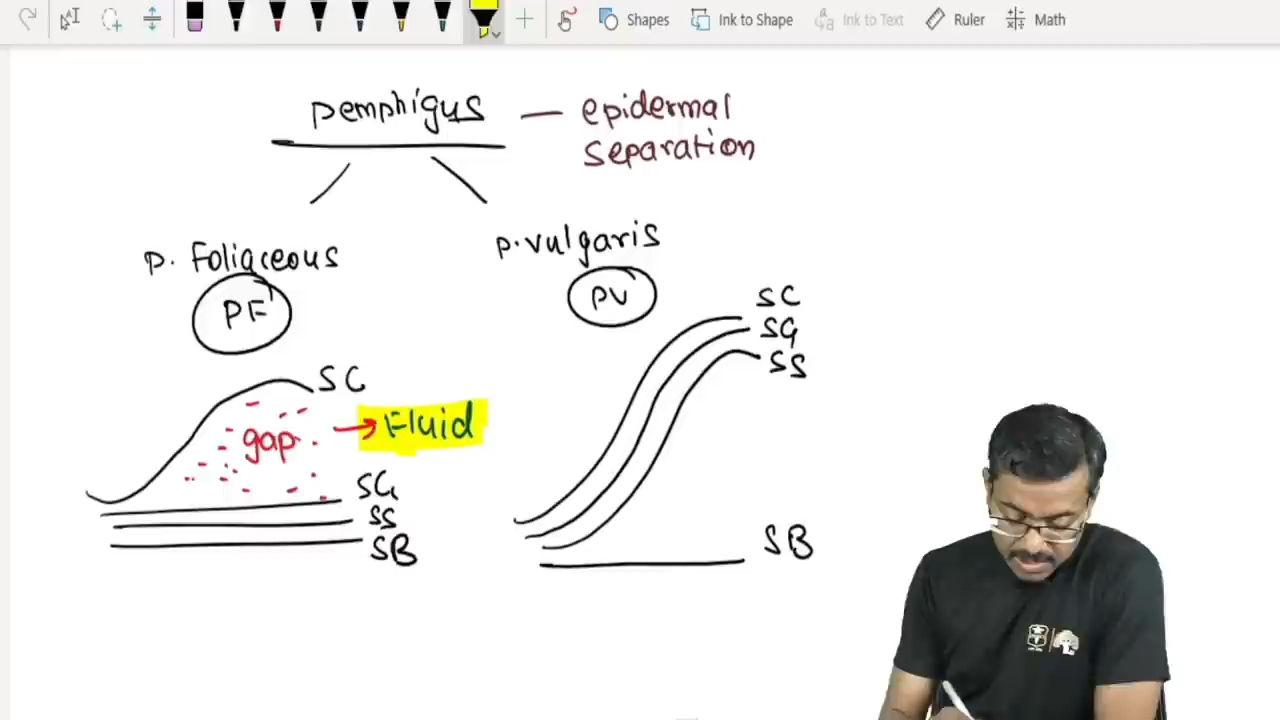 Shapes
Ink to Shape
Ink to Text
Ruler
Math
pemphigus — epidermal
separation
p. Foliaceous
p. vulgaris
PF
PV
SC
SG
SS
SC
gap → Fluid
SG
SS
SB
SB